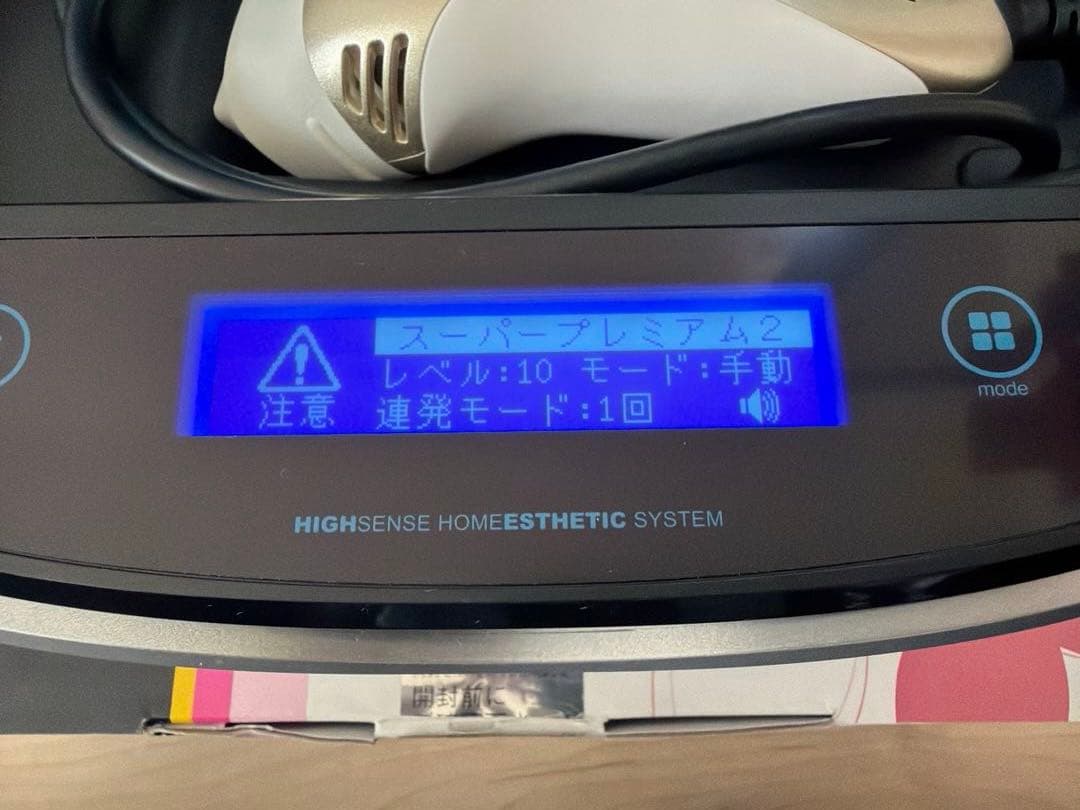 スーパープレミアム2
レベル:10 モード:手動
注意 連発モード:1回
mode
HIGHSENSE HOMEESTHETIC SYSTEM
開封前に